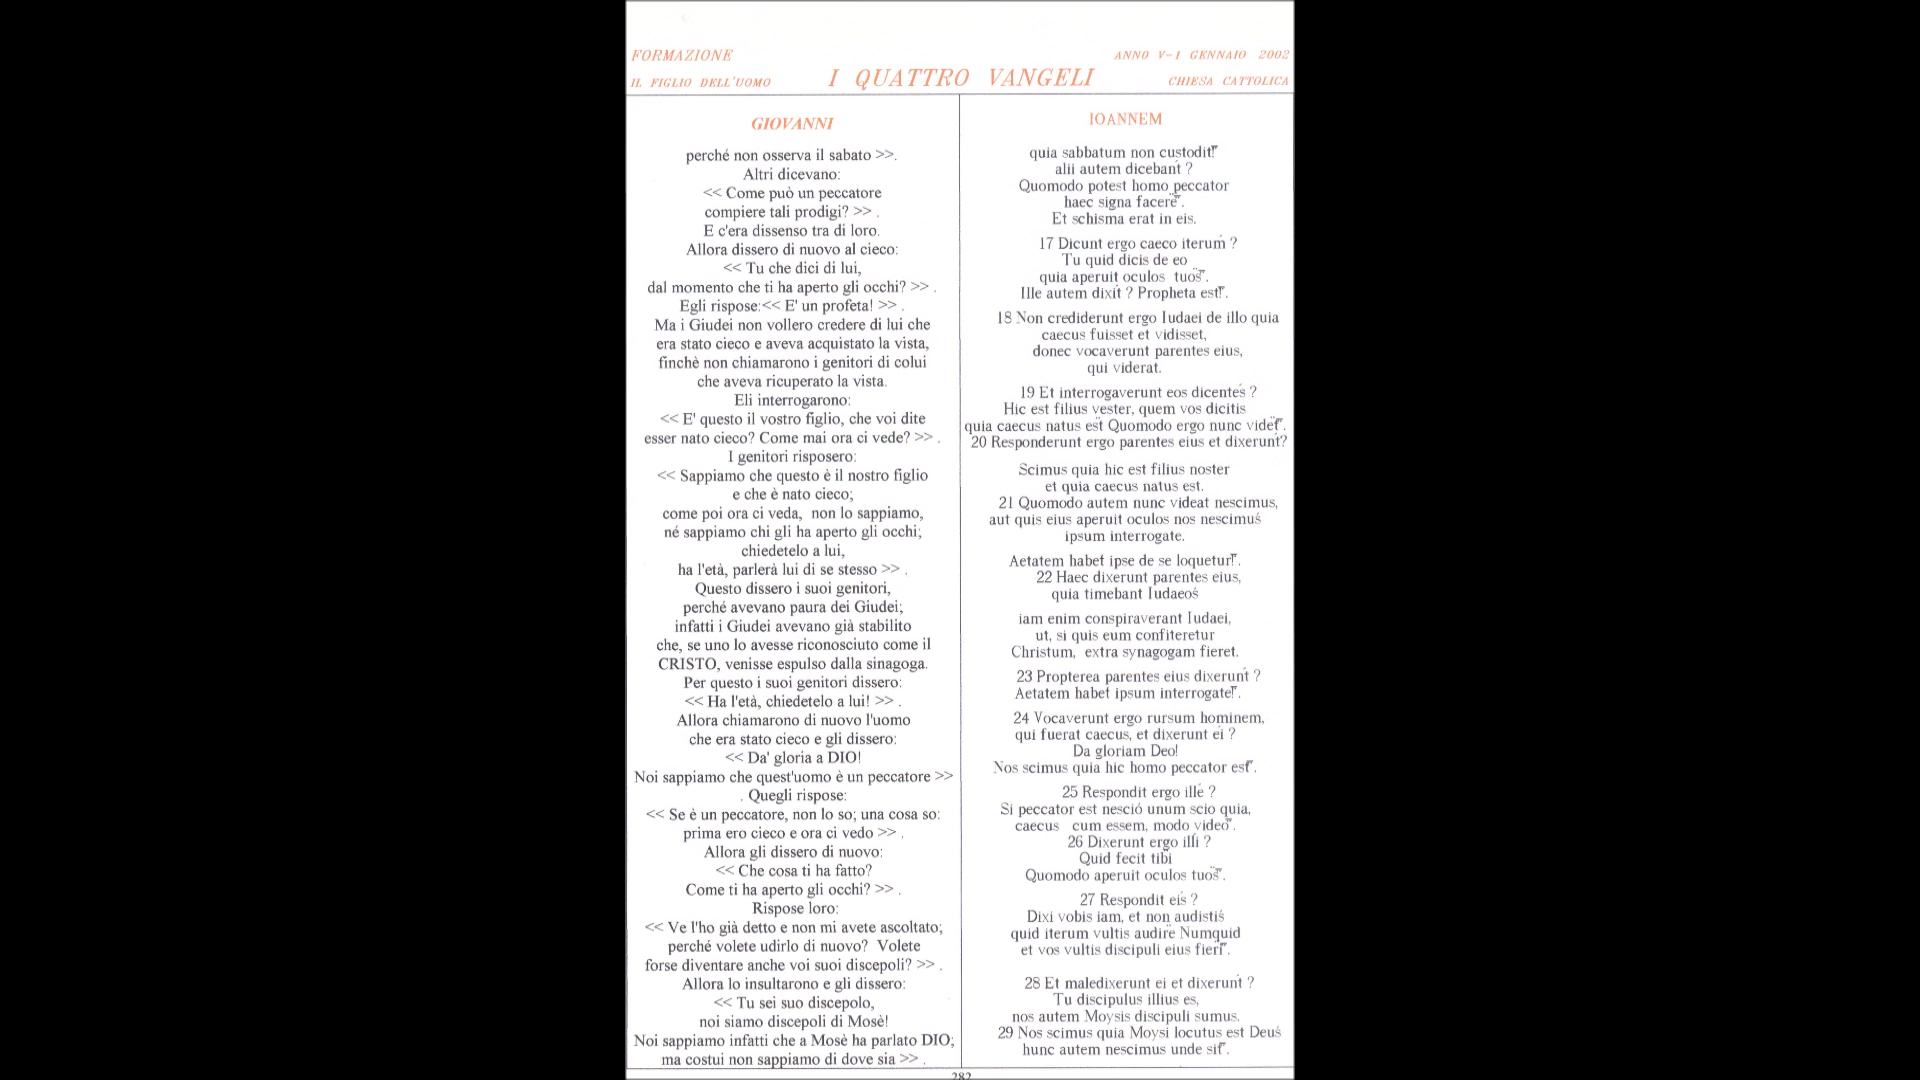 FORMAZIONE
ANNO V-1 GENNAIO 2002
IL FIGLIO DELL'UOMO
I QUATTRO VANGELI
CHIESA CATTOLICA
GIOVANNI
perché non osserva il sabato >>.
Altri dicevano:
<< Come può un peccatore
compiere tali prodigi? >> .
E c'era dissenso tra di loro.
Allora dissero di nuovo al cieco:
<< Tu che dici di lui,
dal momento che ti ha aperto gli occhi? >> .
Egli rispose:<< E' un profeta! >> .
Ma i Giudei non vollero credere di lui che
era stato cieco e aveva acquistato la vista,
finchè non chiamarono i genitori di colui
che aveva ricuperato la vista.
Eli interrogarono:
<< E' questo il vostro figlio, che voi dite
esser nato cieco? Come mai ora ci vede? >> .
I genitori risposero:
<< Sappiamo che questo è il nostro figlio
e che è nato cieco;
come poi ora ci veda, non lo sappiamo,
né sappiamo chi gli ha aperto gli occhi;
chiedetelo a lui,
ha l'età, parlerà lui di se stesso >> .
Questo dissero i suoi genitori,
perché avevano paura dei Giudei;
infatti i Giudei avevano già stabilito
che, se uno lo avesse riconosciuto come il
CRISTO, venisse espulso dalla sinagoga.
Per questo i suoi genitori dissero:
<< Ha l'età, chiedetelo a lui! >> .
Allora chiamarono di nuovo l'uomo
che era stato cieco e gli dissero:
<< Da' gloria a DIO!
Noi sappiamo che quest'uomo è un peccatore >>
. Quegli rispose:
<< Se è un peccatore, non lo so; una cosa so:
prima ero cieco e ora ci vedo >> .
Allora gli dissero di nuovo:
<< Che cosa ti ha fatto?
Come ti ha aperto gli occhi? >> .
Rispose loro:
<< Ve l'ho già detto e non mi avete ascoltato;
perché volete udirlo di nuovo? Volete
forse diventare anche voi suoi discepoli? >> .
Allora lo insultarono e gli dissero:
<< Tu sei suo discepolo,
noi siamo discepoli di Mosè!
Noi sappiamo infatti che a Mosè ha parlato DIO;
ma costui non sappiamo di dove sia >> .
IOANNEM
quia sabbatum non custodit‼
alii autem dicebant́ ?
Quomodo potest homo peccator
haec signa facere̋ .
Et schisma erat in eis.
17 Dicunt ergo caeco iteruḿ ?
Tu quid dicis de eo
quia aperuit oculos tuos̋ .
Ille autem dixit́ ? Propheta est‼.
18 Non crediderunt ergo Iudaei de illo quia
caecus fuisset et vidisset,
donec vocaverunt parentes eius,
qui viderat.
19 Et interrogaverunt eos dicenteś ?
Hic est filius vester, quem vos dicitis
quia caecus natus est̋ Quomodo ergo nunc videt̋ .
20 Responderunt ergo parentes eius et dixerunt́?
Scimus quia hic est filius noster
et quia caecus natus est.
21 Quomodo autem nunc videat nescimus,
aut quis eius aperuit oculos nos nescimuś
ipsum interrogate.
Aetatem habet́ ipse de se loquetur‼.
22 Haec dixerunt parentes eius,
quia timebant Iudaeoś
iam enim conspiraverant Iudaei,
ut, si quis eum confiteretur
Christum, extra synagogam fieret.
23 Propterea parentes eius dixerunt́ ?
Aetatem habet́ ipsum interrogate‼.
24 Vocaverunt ergo rursum hominem,
qui fuerat caecus, et dixerunt eí ?
Da gloriam Deo!
Nos scimus quia hic homo peccator est̋ .
25 Respondit ergo illé ?
Si peccator est nesció unum scio quia,
caecus cum essem, modo videő .
26 Dixerunt ergo illí ?
Quid fecit tibï
Quomodo aperuit oculos tuos̋ .
27 Respondit eiś ?
Dixi vobis iam, et non audistiś
quid iterum vultis audirë Numquid
et vos vultis discipuli eius fieri̋ .
28 Et maledixerunt ei et dixerunt́ ?
Tu discipulus illius es,
nos autem Moysis discipuli sumus.
29 Nos scimus quia Moysi locutus est Deuś
hunc autem nescimus unde sit̋ .
282